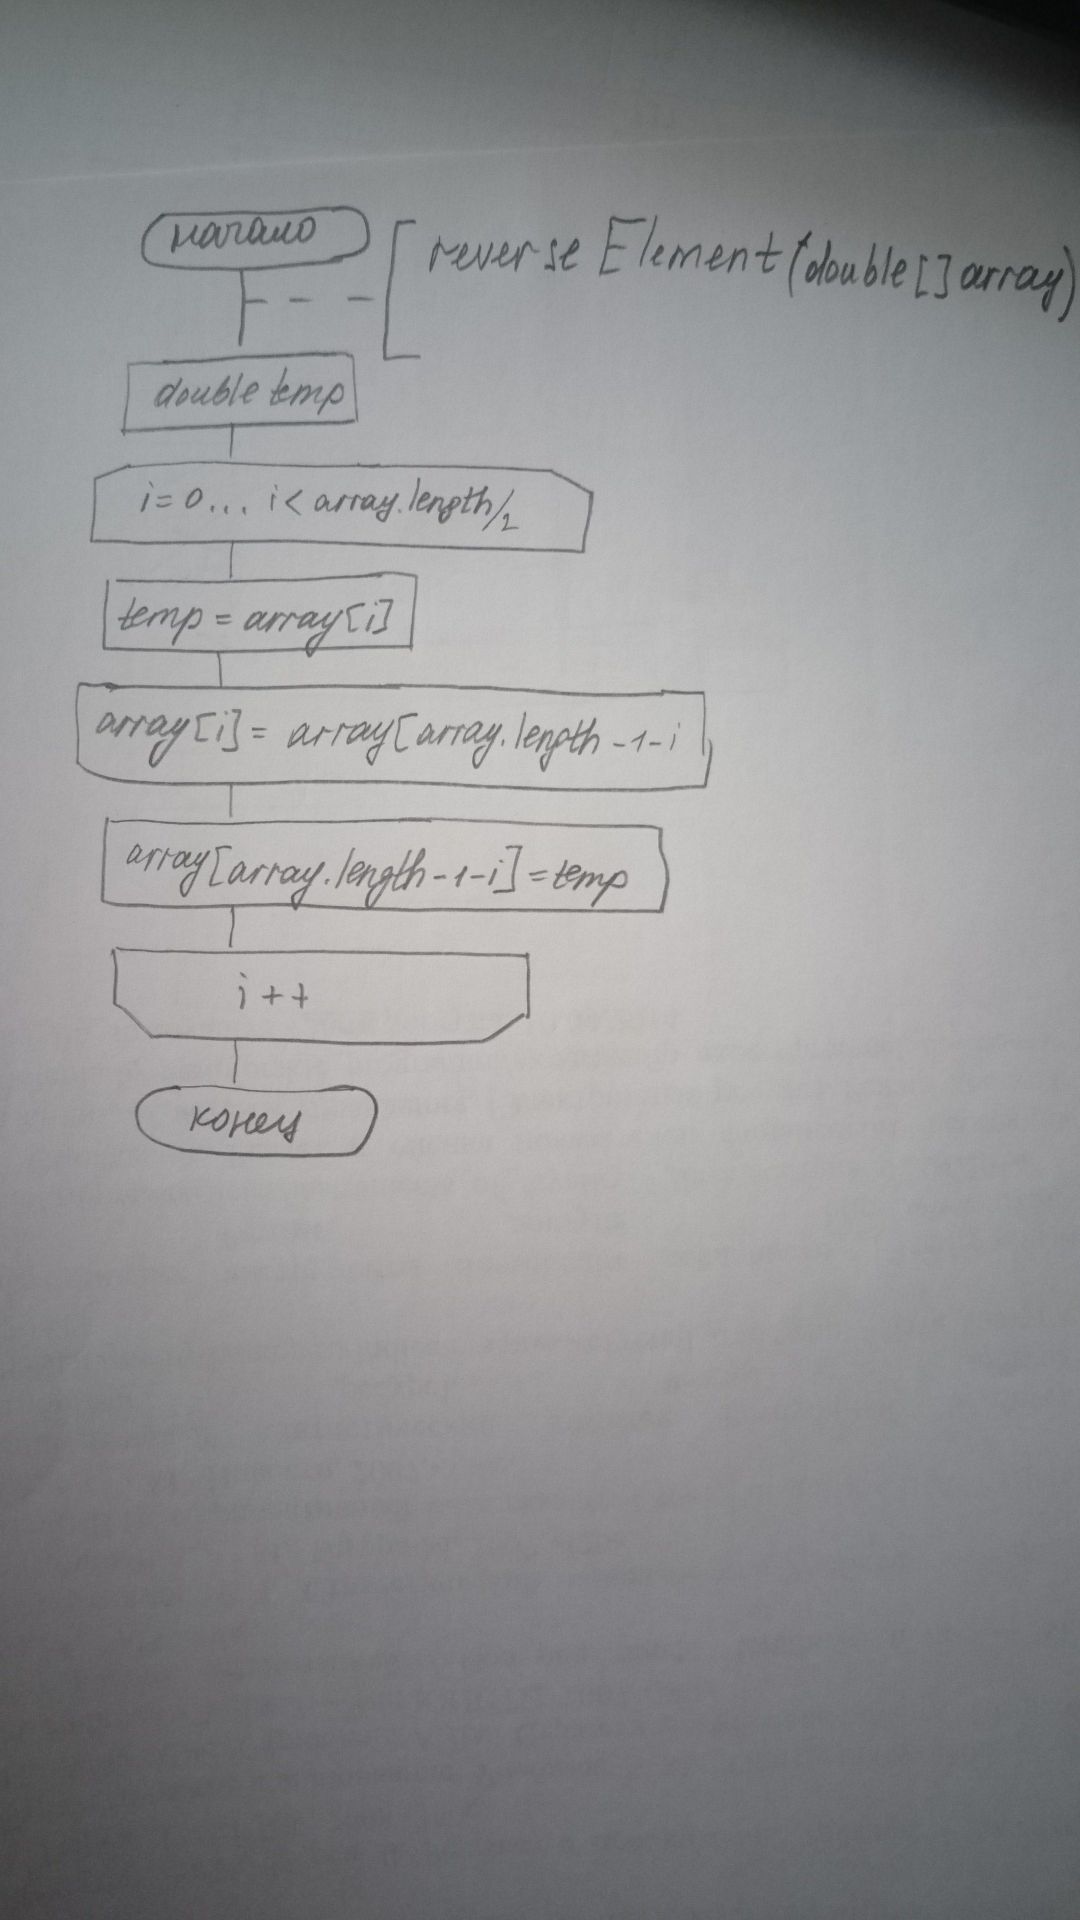 начало
reverse Element(double[] array)
double temp
i=0... i< array.length/2
temp = array[i]
array[i]= array[array.length-1-i
array[array.length-1-i]=temp
i++
конец